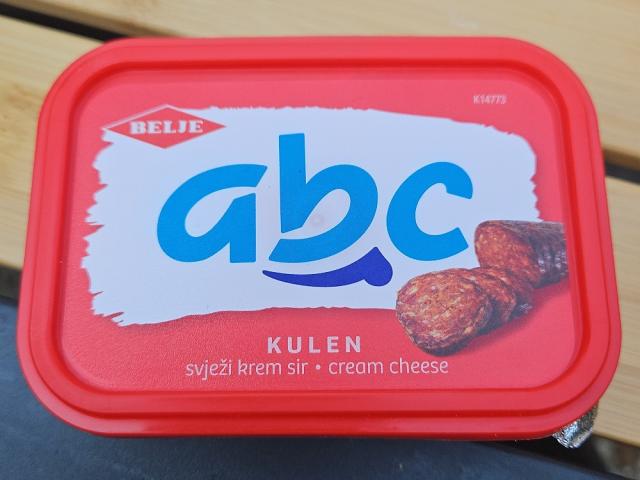 K14773
BELJE
abc
KULEN
svježi krem sir • cream cheese